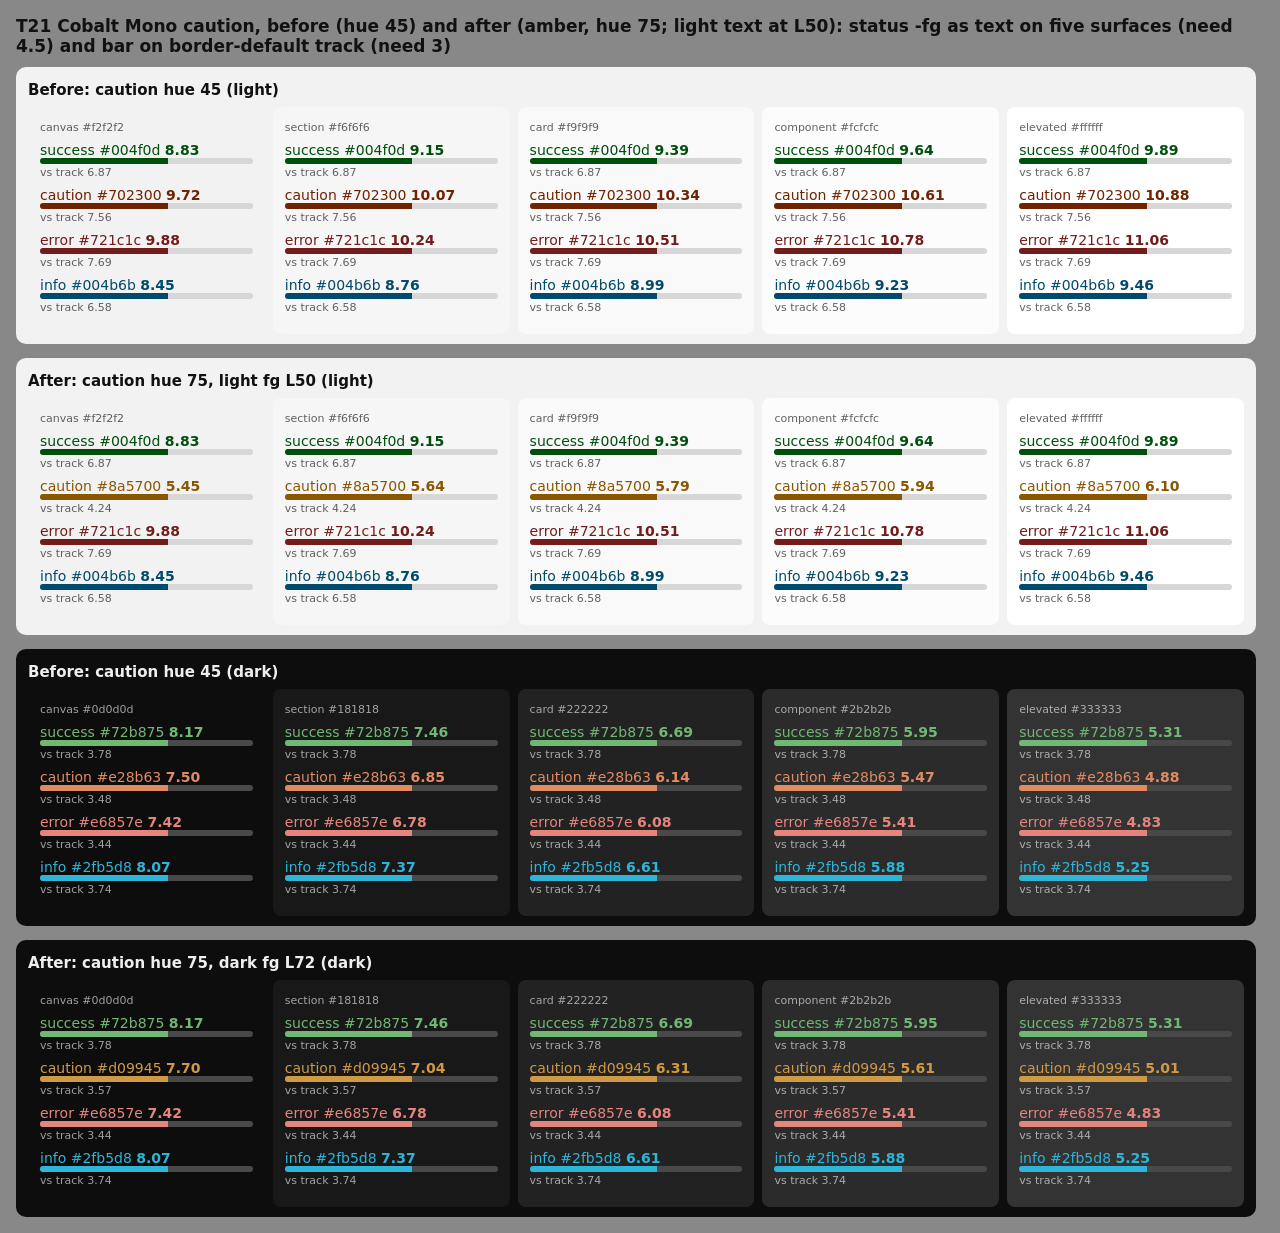 T21 Cobalt Mono caution, before (hue 45) and after (amber, hue 75; light text at L50): status -fg as text on five surfaces (need
4.5) and bar on border-default track (need 3)
Before: caution hue 45 (light)
canvas #f2f2f2 section #f6f6f6 card #f9f9f9 component #fcfcfc elevated #ffffff
success #004f0d 8.83 success #004f0d 9.15 success #004f0d 9.39 success #004f0d 9.64 success #004f0d 9.89
vs track 6.87 vs track 6.87 vs track 6.87 vs track 6.87 vs track 6.87
caution #702300 9.72 caution #702300 10.07 caution #702300 10.34 caution #702300 10.61 caution #702300 10.88
vs track 7.56 vs track 7.56 vs track 7.56 vs track 7.56 vs track 7.56
error #721c1c 9.88 error #721c1c 10.24 error #721c1c 10.51 error #721c1c 10.78 error #721c1c 11.06
vs track 7.69 vs track 7.69 vs track 7.69 vs track 7.69 vs track 7.69
info #004b6b 8.45 info #004b6b 8.76 info #004b6b 8.99 info #004b6b 9.23 info #004b6b 9.46
vs track 6.58 vs track 6.58 vs track 6.58 vs track 6.58 vs track 6.58
After: caution hue 75, light fg L50 (light)
canvas #f2f2f2 section #f6f6f6 card #f9f9f9 component #fcfcfc elevated #ffffff
success #004f0d 8.83 success #004f0d 9.15 success #004f0d 9.39 success #004f0d 9.64 success #004f0d 9.89
vs track 6.87 vs track 6.87 vs track 6.87 vs track 6.87 vs track 6.87
caution #8a5700 5.45 caution #8a5700 5.64 caution #8a5700 5.79 caution #8a5700 5.94 caution #8a5700 6.10
vs track 4.24 vs track 4.24 vs track 4.24 vs track 4.24 vs track 4.24
error #721c1c 9.88 error #721c1c 10.24 error #721c1c 10.51 error #721c1c 10.78 error #721c1c 11.06
vs track 7.69 vs track 7.69 vs track 7.69 vs track 7.69 vs track 7.69
info #004b6b 8.45 info #004b6b 8.76 info #004b6b 8.99 info #004b6b 9.23 info #004b6b 9.46
vs track 6.58 vs track 6.58 vs track 6.58 vs track 6.58 vs track 6.58
Before: caution hue 45 (dark)
canvas #0d0d0d section #181818 card #222222 component #2b2b2b elevated #333333
success #72b875 8.17 success #72b875 7.46 success #72b875 6.69 success #72b875 5.95 success #72b875 5.31
vs track 3.78 vs track 3.78 vs track 3.78 vs track 3.78 vs track 3.78
caution #e28b63 7.50 caution #e28b63 6.85 caution #e28b63 6.14 caution #e28b63 5.47 caution #e28b63 4.88
vs track 3.48 vs track 3.48 vs track 3.48 vs track 3.48 vs track 3.48
error #e6857e 7.42 error #e6857e 6.78 error #e6857e 6.08 error #e6857e 5.41 error #e6857e 4.83
vs track 3.44 vs track 3.44 vs track 3.44 vs track 3.44 vs track 3.44
info #2fb5d8 8.07 info #2fb5d8 7.37 info #2fb5d8 6.61 info #2fb5d8 5.88 info #2fb5d8 5.25
vs track 3.74 vs track 3.74 vs track 3.74 vs track 3.74 vs track 3.74
After: caution hue 75, dark fg L72 (dark)
canvas #0d0d0d section #181818 card #222222 component #2b2b2b elevated #333333
success #72b875 8.17 success #72b875 7.46 success #72b875 6.69 success #72b875 5.95 success #72b875 5.31
vs track 3.78 vs track 3.78 vs track 3.78 vs track 3.78 vs track 3.78
caution #d09945 7.70 caution #d09945 7.04 caution #d09945 6.31 caution #d09945 5.61 caution #d09945 5.01
vs track 3.57 vs track 3.57 vs track 3.57 vs track 3.57 vs track 3.57
error #e6857e 7.42 error #e6857e 6.78 error #e6857e 6.08 error #e6857e 5.41 error #e6857e 4.83
vs track 3.44 vs track 3.44 vs track 3.44 vs track 3.44 vs track 3.44
info #2fb5d8 8.07 info #2fb5d8 7.37 info #2fb5d8 6.61 info #2fb5d8 5.88 info #2fb5d8 5.25
vs track 3.74 vs track 3.74 vs track 3.74 vs track 3.74 vs track 3.74